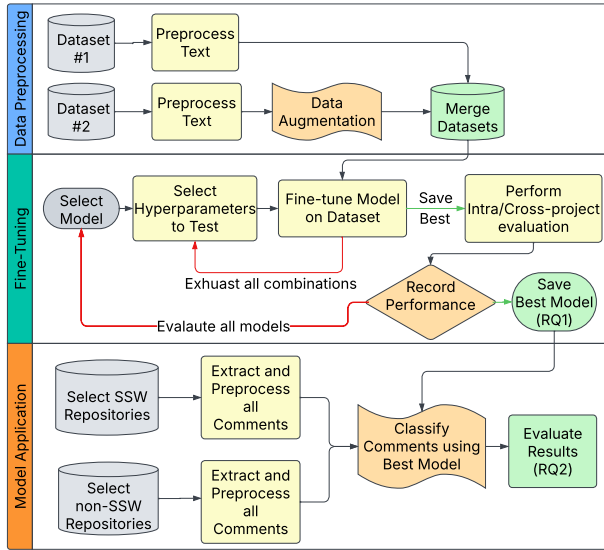 Data Preprocessing
Dataset
#1
Preprocess
Text
Dataset
#2
Preprocess
Text
Data
Augmentation
Merge
Datasets
Fine-Tuning
Select
Model
Select
Hyperparameters
to Test
Fine-tune Model
on Dataset
Save
Best
Perform
Intra/Cross-project
evaluation
Exhuast all combinations
Record
Performance
Save
Best Model
(RQ1)
Evalaute all models
Model Application
Select SSW
Repositories
Extract and
Preprocess
all
Comments
Select
non-SSW
Repositories
Extract and
Preprocess
all
Comments
Classify
Comments using
Best Model
Evaluate
Results
(RQ2)